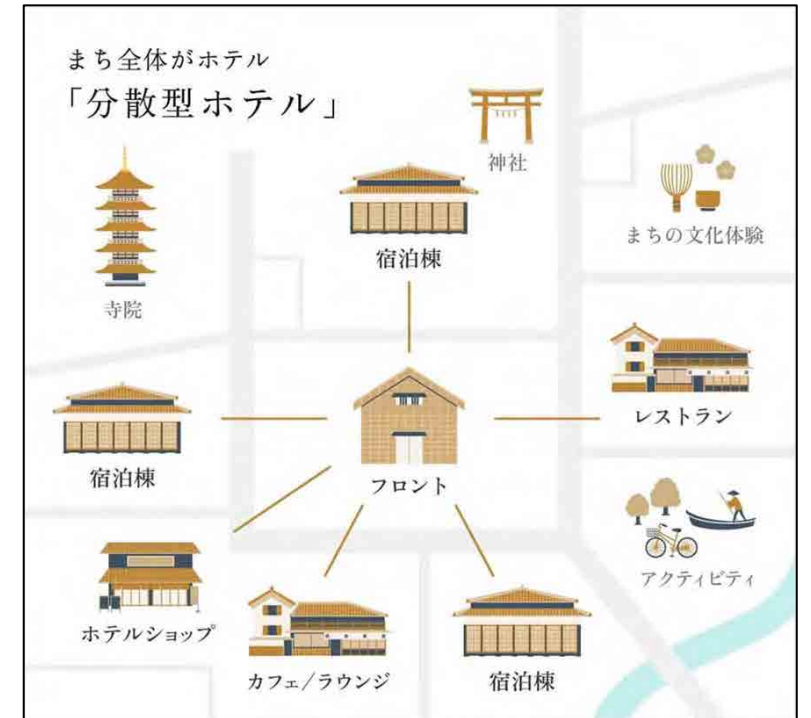 まち全体がホテル
「分散型ホテル」
神社
寺院
宿泊棟
まちの文化体験
レストラン
宿泊棟
フロント
アクティビティ
ホテルショップ
カフェ/ラウンジ
宿泊棟